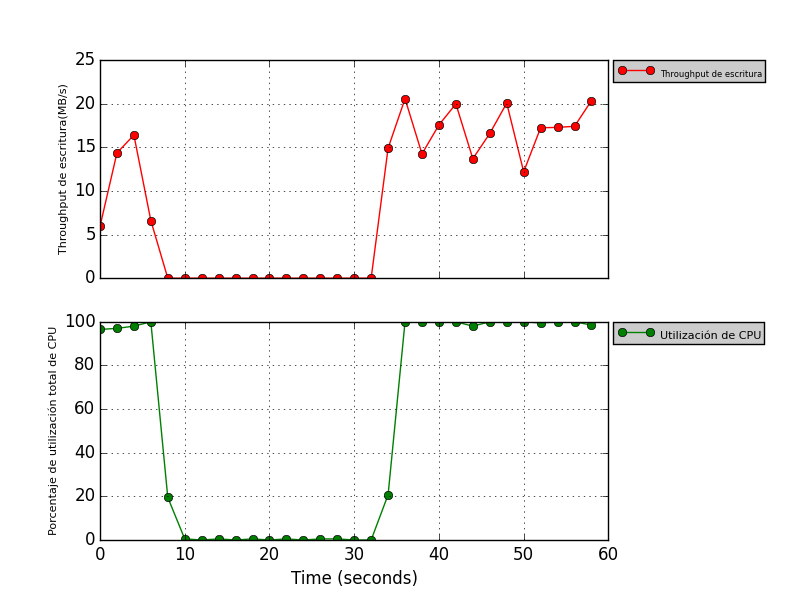 25
20
15
10
5
0
Throughput de escritura(MB/s)
Throughput de escritura
100
80
60
40
20
0
Porcentaje de utilización total de CPU
Utilización de CPU
0 10 20 30 40 50 60
Time (seconds)